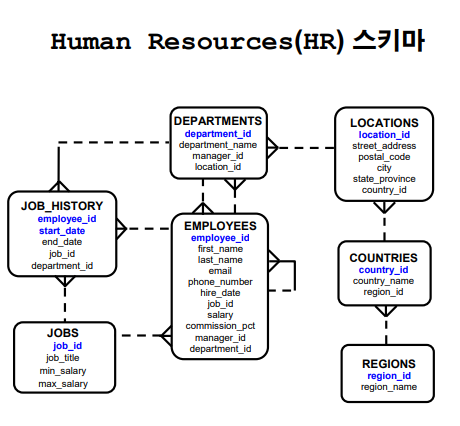 Human Resources(HR) 스키마
DEPARTMENTS
department_id
department_name
manager_id
location_id
LOCATIONS
location_id
street_address
postal_code
city
state_province
country_id
JOB_HISTORY
employee_id
start_date
end_date
job_id
department_id
EMPLOYEES
employee_id
first_name
last_name
email
phone_number
hire_date
job_id
salary
commission_pct
manager_id
department_id
COUNTRIES
country_id
country_name
region_id
JOBS
job_id
job_title
min_salary
max_salary
REGIONS
region_id
region_name